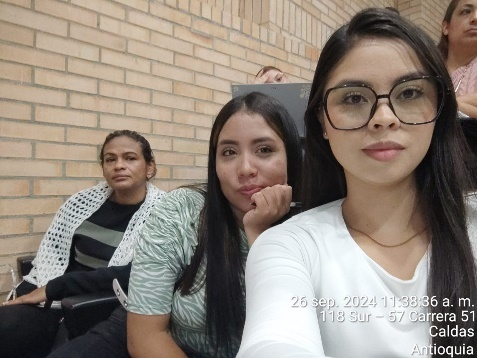 26 sep. 2024 11:38:36 a. m.
118 Sur – 57 Carrera 51
Caldas
Antioquia